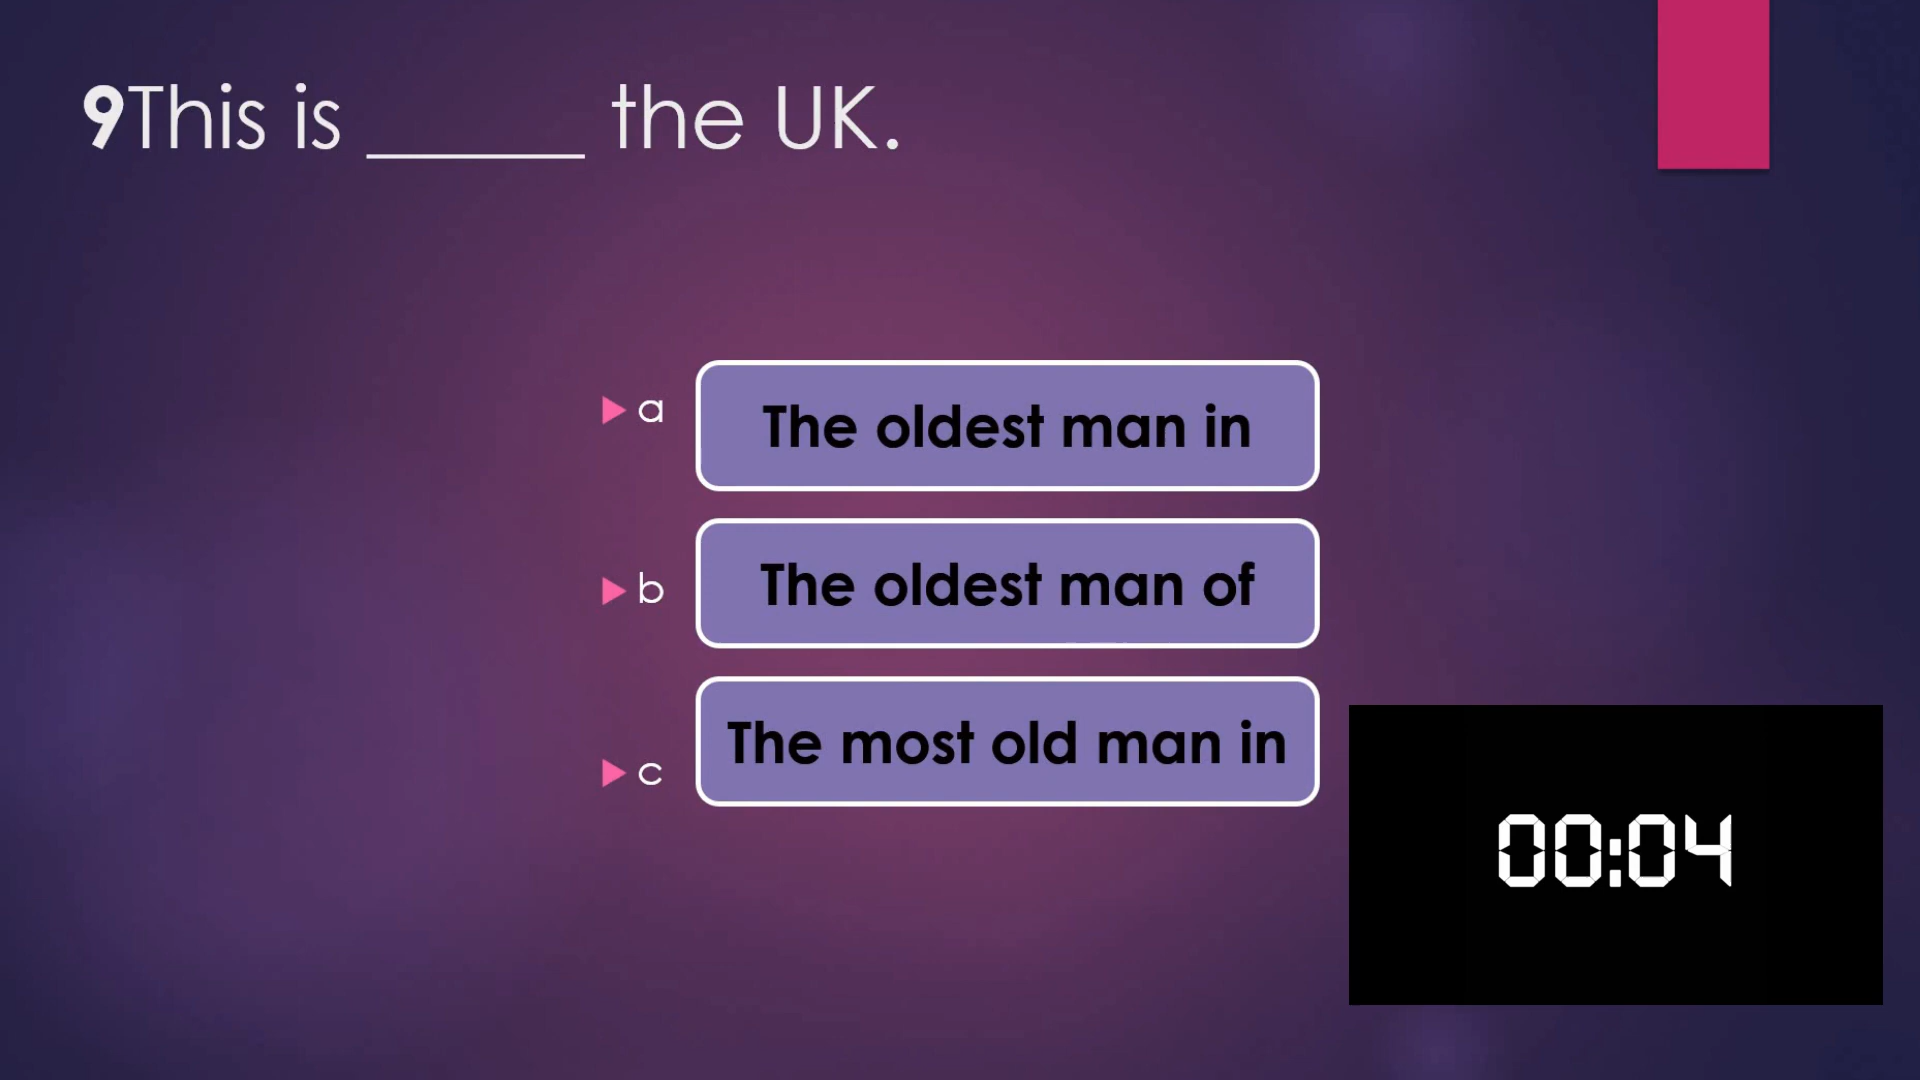 9This is ______ the UK.
a
The oldest man in
b
The oldest man of
c
The most old man in
00:04